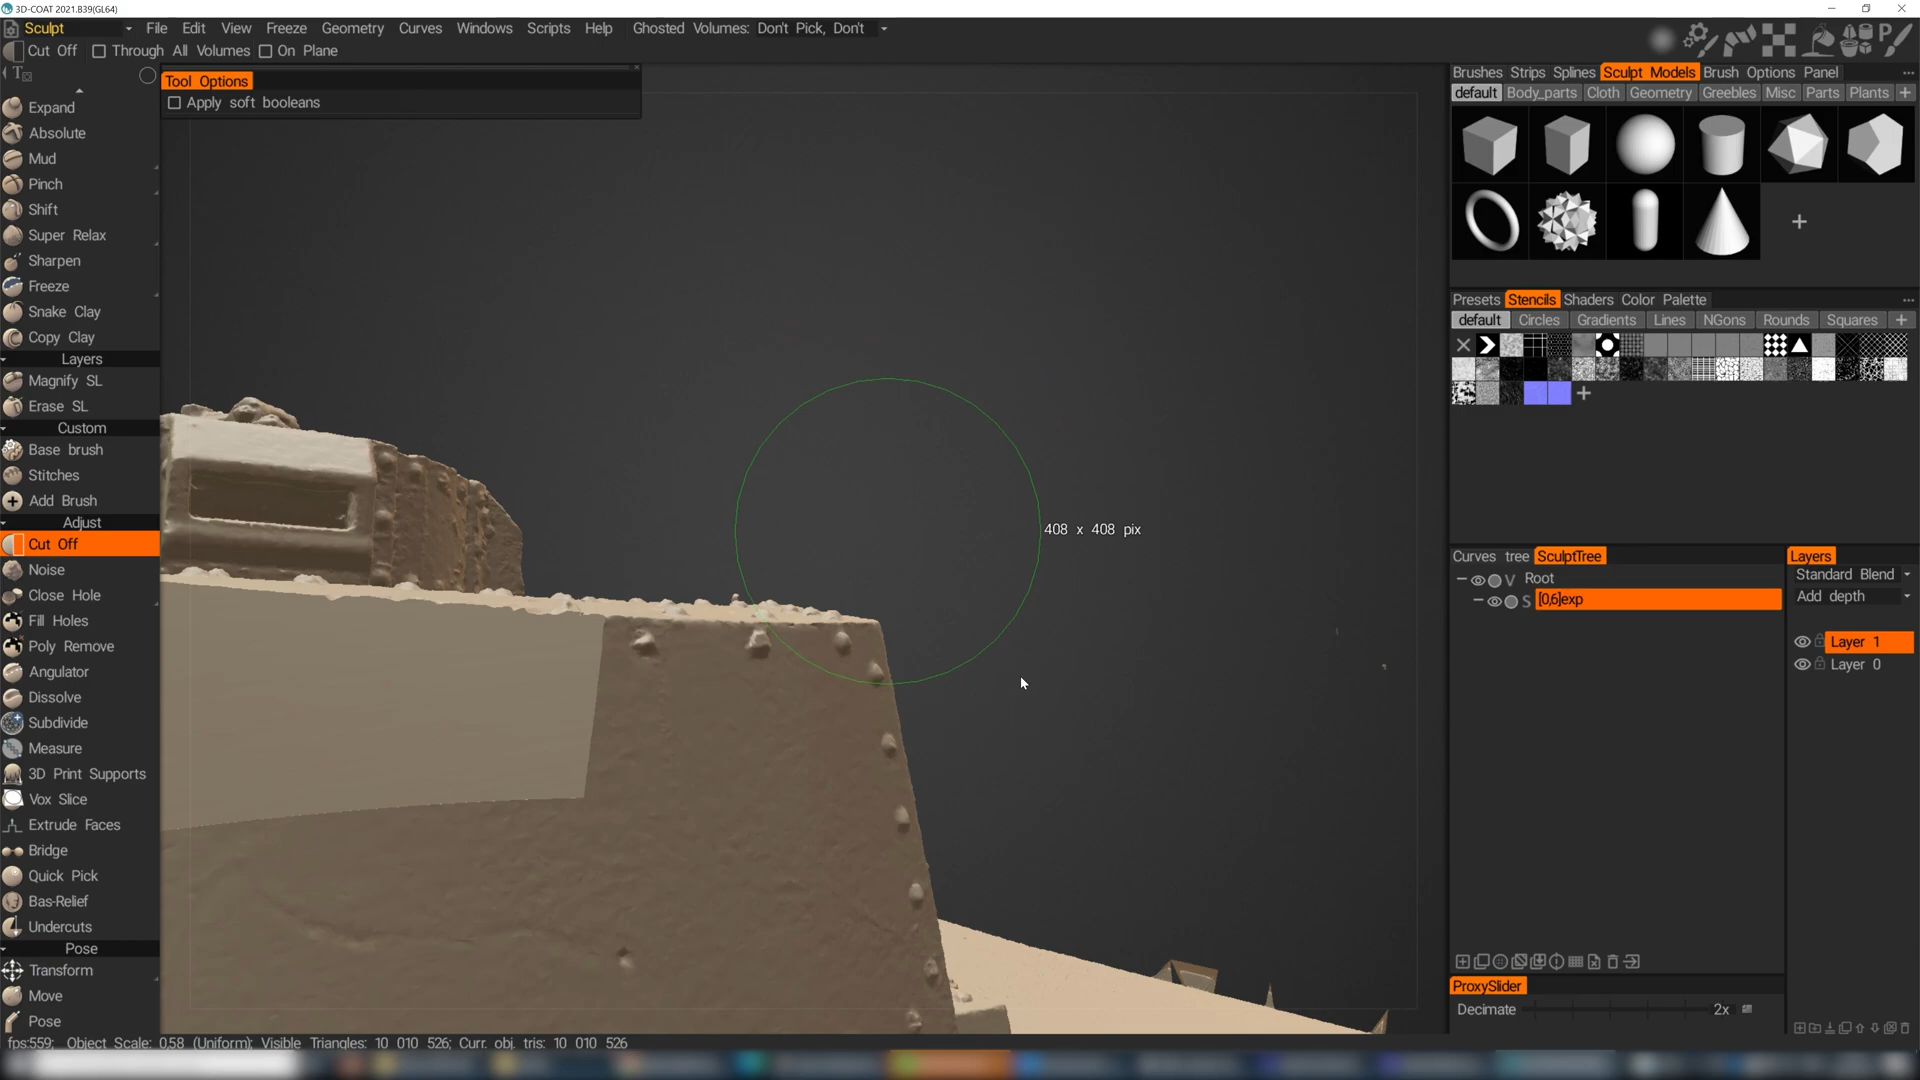 3D-COAT 2021.B39(GL64)
Sculpt File Edit View Freeze Geometry Curves Windows Scripts Help Ghosted Volumes: Don't Pick, Don't
Cut Off Through All Volumes On Plane
Tool Options
Apply soft booleans
Expand
Absolute
Mud
Pinch
Shift
Super Relax
Sharpen
Freeze
Snake Clay
Copy Clay
Layers
Magnify SL
Erase SL
Custom
Base brush
Stitches
Add Brush
Adjust
Cut Off
Noise
Close Hole
Fill Holes
Poly Remove
Angulator
Dissolve
Subdivide
Measure
3D Print Supports
Vox Slice
Extrude Faces
Bridge
Quick Pick
Bas-Relief
Undercuts
Pose
Transform
Move
Pose
408 x 408 pix
Brushes Strips Splines Sculpt Models Brush Options Panel
default Body_parts Cloth Geometry Greebles Misc Parts Plants
Presets Stencils Shaders Color Palette
default Circles Gradients Lines NGons Rounds Squares
Curves tree SculptTree
V Root
S [0,6]exp
Layers
Standard Blend
Add depth
Layer 1
Layer 0
ProxySlider
Decimate 2x
fps:559; Object Scale: 0.58 (Uniform); Visible Triangles: 10 010 526; Curr. obj. tris: 10 010 526